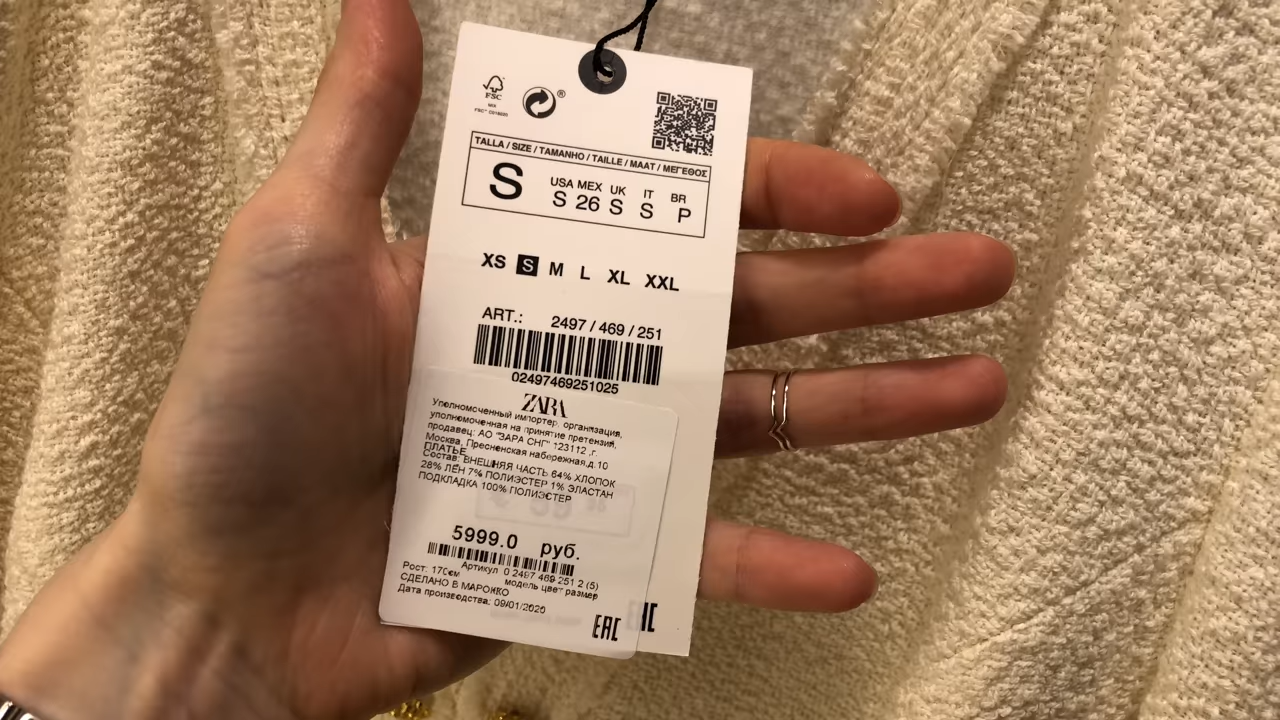 FSC
MIX
®
TALLA / SIZE / TAMANHO / TAILLE / MAAT / ΜΕΓΕΘΟΣ
S
USA MEX UK IT BR
S 26 S S P
XS S M L XL XXL
ART.: 2497 / 469 / 251
02497469251025
ZARA
Уполномоченный импортер, организация,
уполномоченная на принятие претензий,
продавец: АО "ЗАРА СНГ" 123112 ,г.
Москва, Пресненская набережная,д.10
ПЛАТЬЕ
Состав: ВНЕШНЯЯ ЧАСТЬ 64% ХЛОПОК
28% ЛЁН 7% ПОЛИЭСТЕР 1% ЭЛАСТАН
ПОДКЛАДКА 100% ПОЛИЭСТЕР
5999.0 руб.
Артикул 0 2497 469 251 2 (5)
Рост: 170см модель цвет размер
СДЕЛАНО В МАРОККО
Дата производства: 09/01/2020
EAC